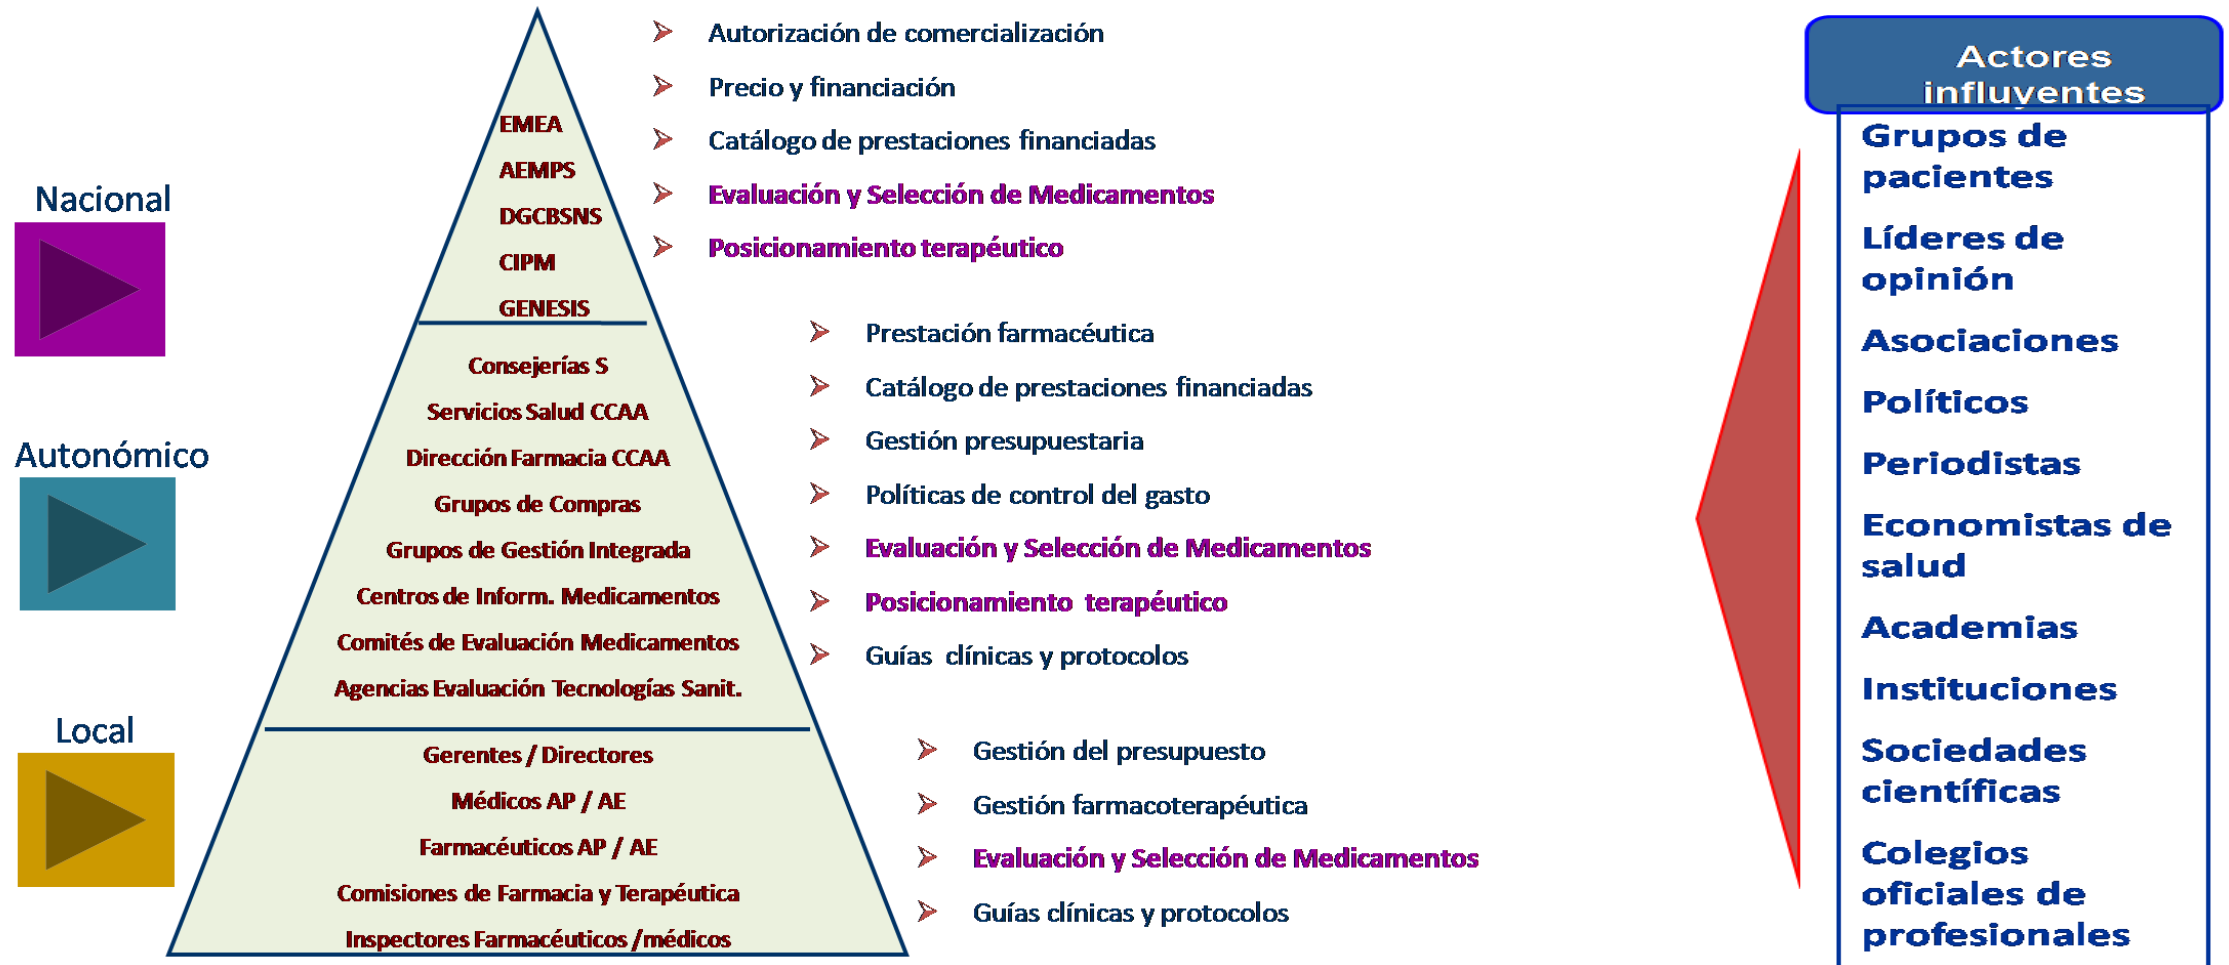 Nacional
EMEA
AEMPS
DGCBSNS
CIPM
GENESIS
Autorización de comercialización
Precio y financiación
Catálogo de prestaciones financiadas
Evaluación y Selección de Medicamentos
Posicionamiento terapéutico
Autonómico
Consejerías S
Servicios Salud CCAA
Dirección Farmacia CCAA
Grupos de Compras
Grupos de Gestión Integrada
Centros de Inform. Medicamentos
Comités de Evaluación Medicamentos
Agencias Evaluación Tecnologías Sanit.
Prestación farmacéutica
Catálogo de prestaciones financiadas
Gestión presupuestaria
Políticas de control del gasto
Evaluación y Selección de Medicamentos
Posicionamiento terapéutico
Guías clínicas y protocolos
Local
Gerentes / Directores
Médicos AP / AE
Farmacéuticos AP / AE
Comisiones de Farmacia y Terapéutica
Inspectores Farmacéuticos /médicos
Gestión del presupuesto
Gestión farmacoterapéutica
Evaluación y Selección de Medicamentos
Guías clínicas y protocolos
Actores
influyentes
Grupos de
pacientes
Líderes de
opinión
Asociaciones
Políticos
Periodistas
Economistas de
salud
Academias
Instituciones
Sociedades
científicas
Colegios
oficiales de
profesionales